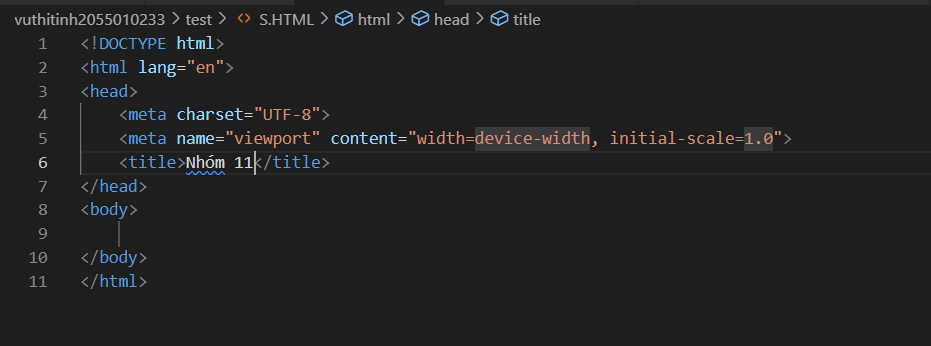 vuthitinh2055010233 > test > <> S.HTML > html > head > title
1 <!DOCTYPE html>
2 <html lang="en">
3 <head>
4 <meta charset="UTF-8">
5 <meta name="viewport" content="width=device-width, initial-scale=1.0">
6 <title>Nhóm 11</title>
7 </head>
8 <body>
9
10 </body>
11 </html>